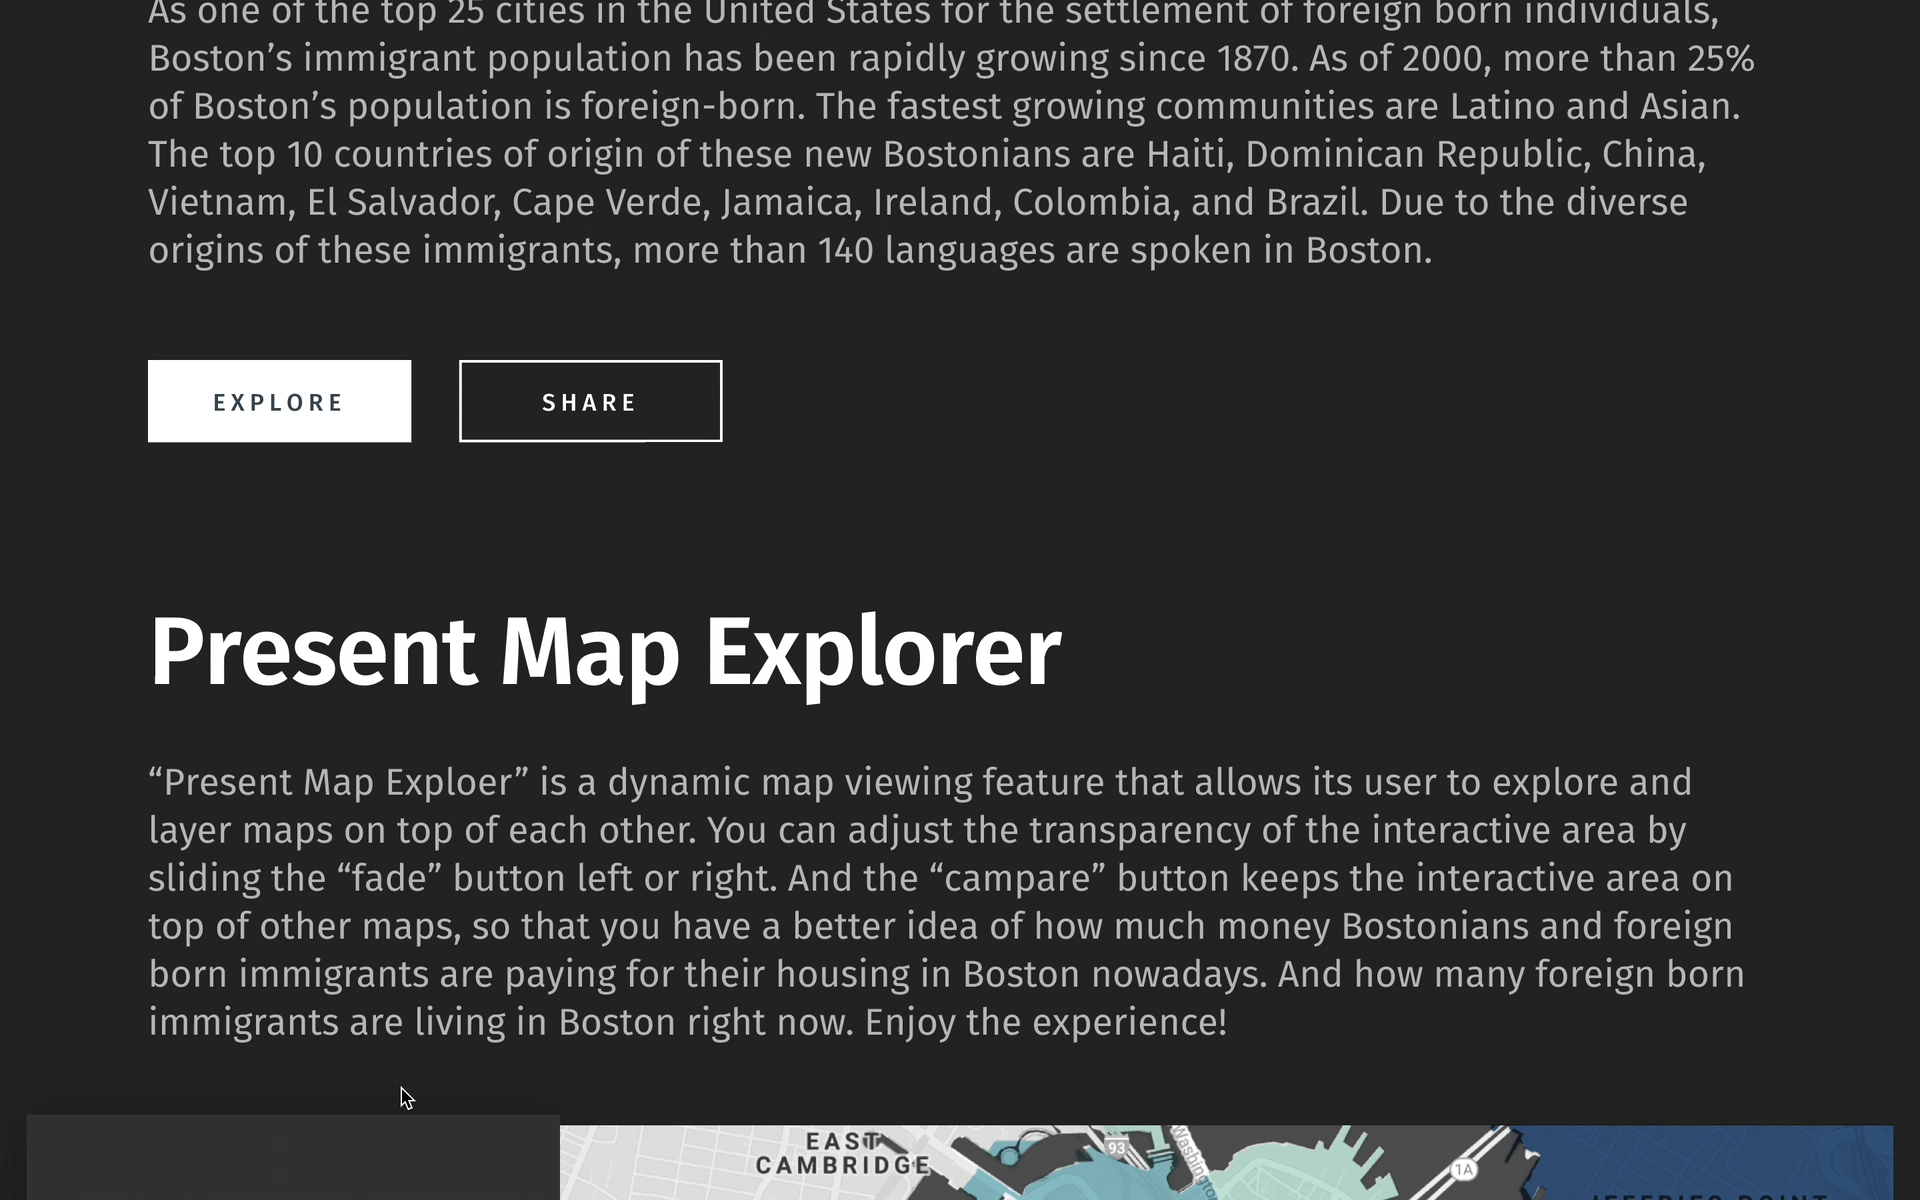 As one of the top 25 cities in the United States for the settlement of foreign born individuals,
Boston’s immigrant population has been rapidly growing since 1870. As of 2000, more than 25%
of Boston’s population is foreign-born. The fastest growing communities are Latino and Asian.
The top 10 countries of origin of these new Bostonians are Haiti, Dominican Republic, China,
Vietnam, El Salvador, Cape Verde, Jamaica, Ireland, Colombia, and Brazil. Due to the diverse
origins of these immigrants, more than 140 languages are spoken in Boston.
EXPLORE
SHARE
Present Map Explorer
“Present Map Exploer” is a dynamic map viewing feature that allows its user to explore and
layer maps on top of each other. You can adjust the transparency of the interactive area by
sliding the “fade” button left or right. And the “campare” button keeps the interactive area on
top of other maps, so that you have a better idea of how much money Bostonians and foreign
born immigrants are paying for their housing in Boston nowadays. And how many foreign born
immigrants are living in Boston right now. Enjoy the experience!
EAST
CAMBRIDGE
93
Washington
1A
JEFFRIES POINT